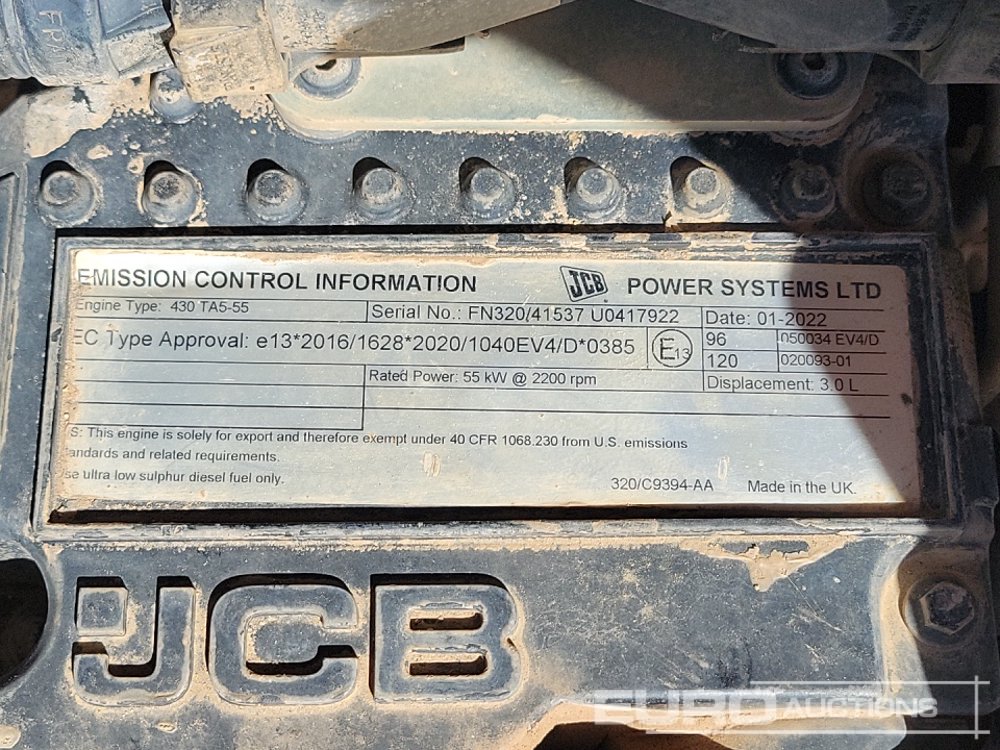 FRA
EMISSION CONTROL INFORMATION JCB POWER SYSTEMS LTD
Engine Type: 430 TA5-55 Serial No.: FN320/41537 U0417922 Date: 01-2022
EC Type Approval: e13*2016/1628*2020/1040EV4/D*0385 E13 96 050034 EV4/D
120 020093-01
Rated Power: 55 kW @ 2200 rpm Displacement: 3.0 L
S: This engine is solely for export and therefore exempt under 40 CFR 1068.230 from U.S. emissions
andards and related requirements.
se ultra low sulphur diesel fuel only. 320/C9394-AA Made in the UK.
JCB
EURO AUCTIONS